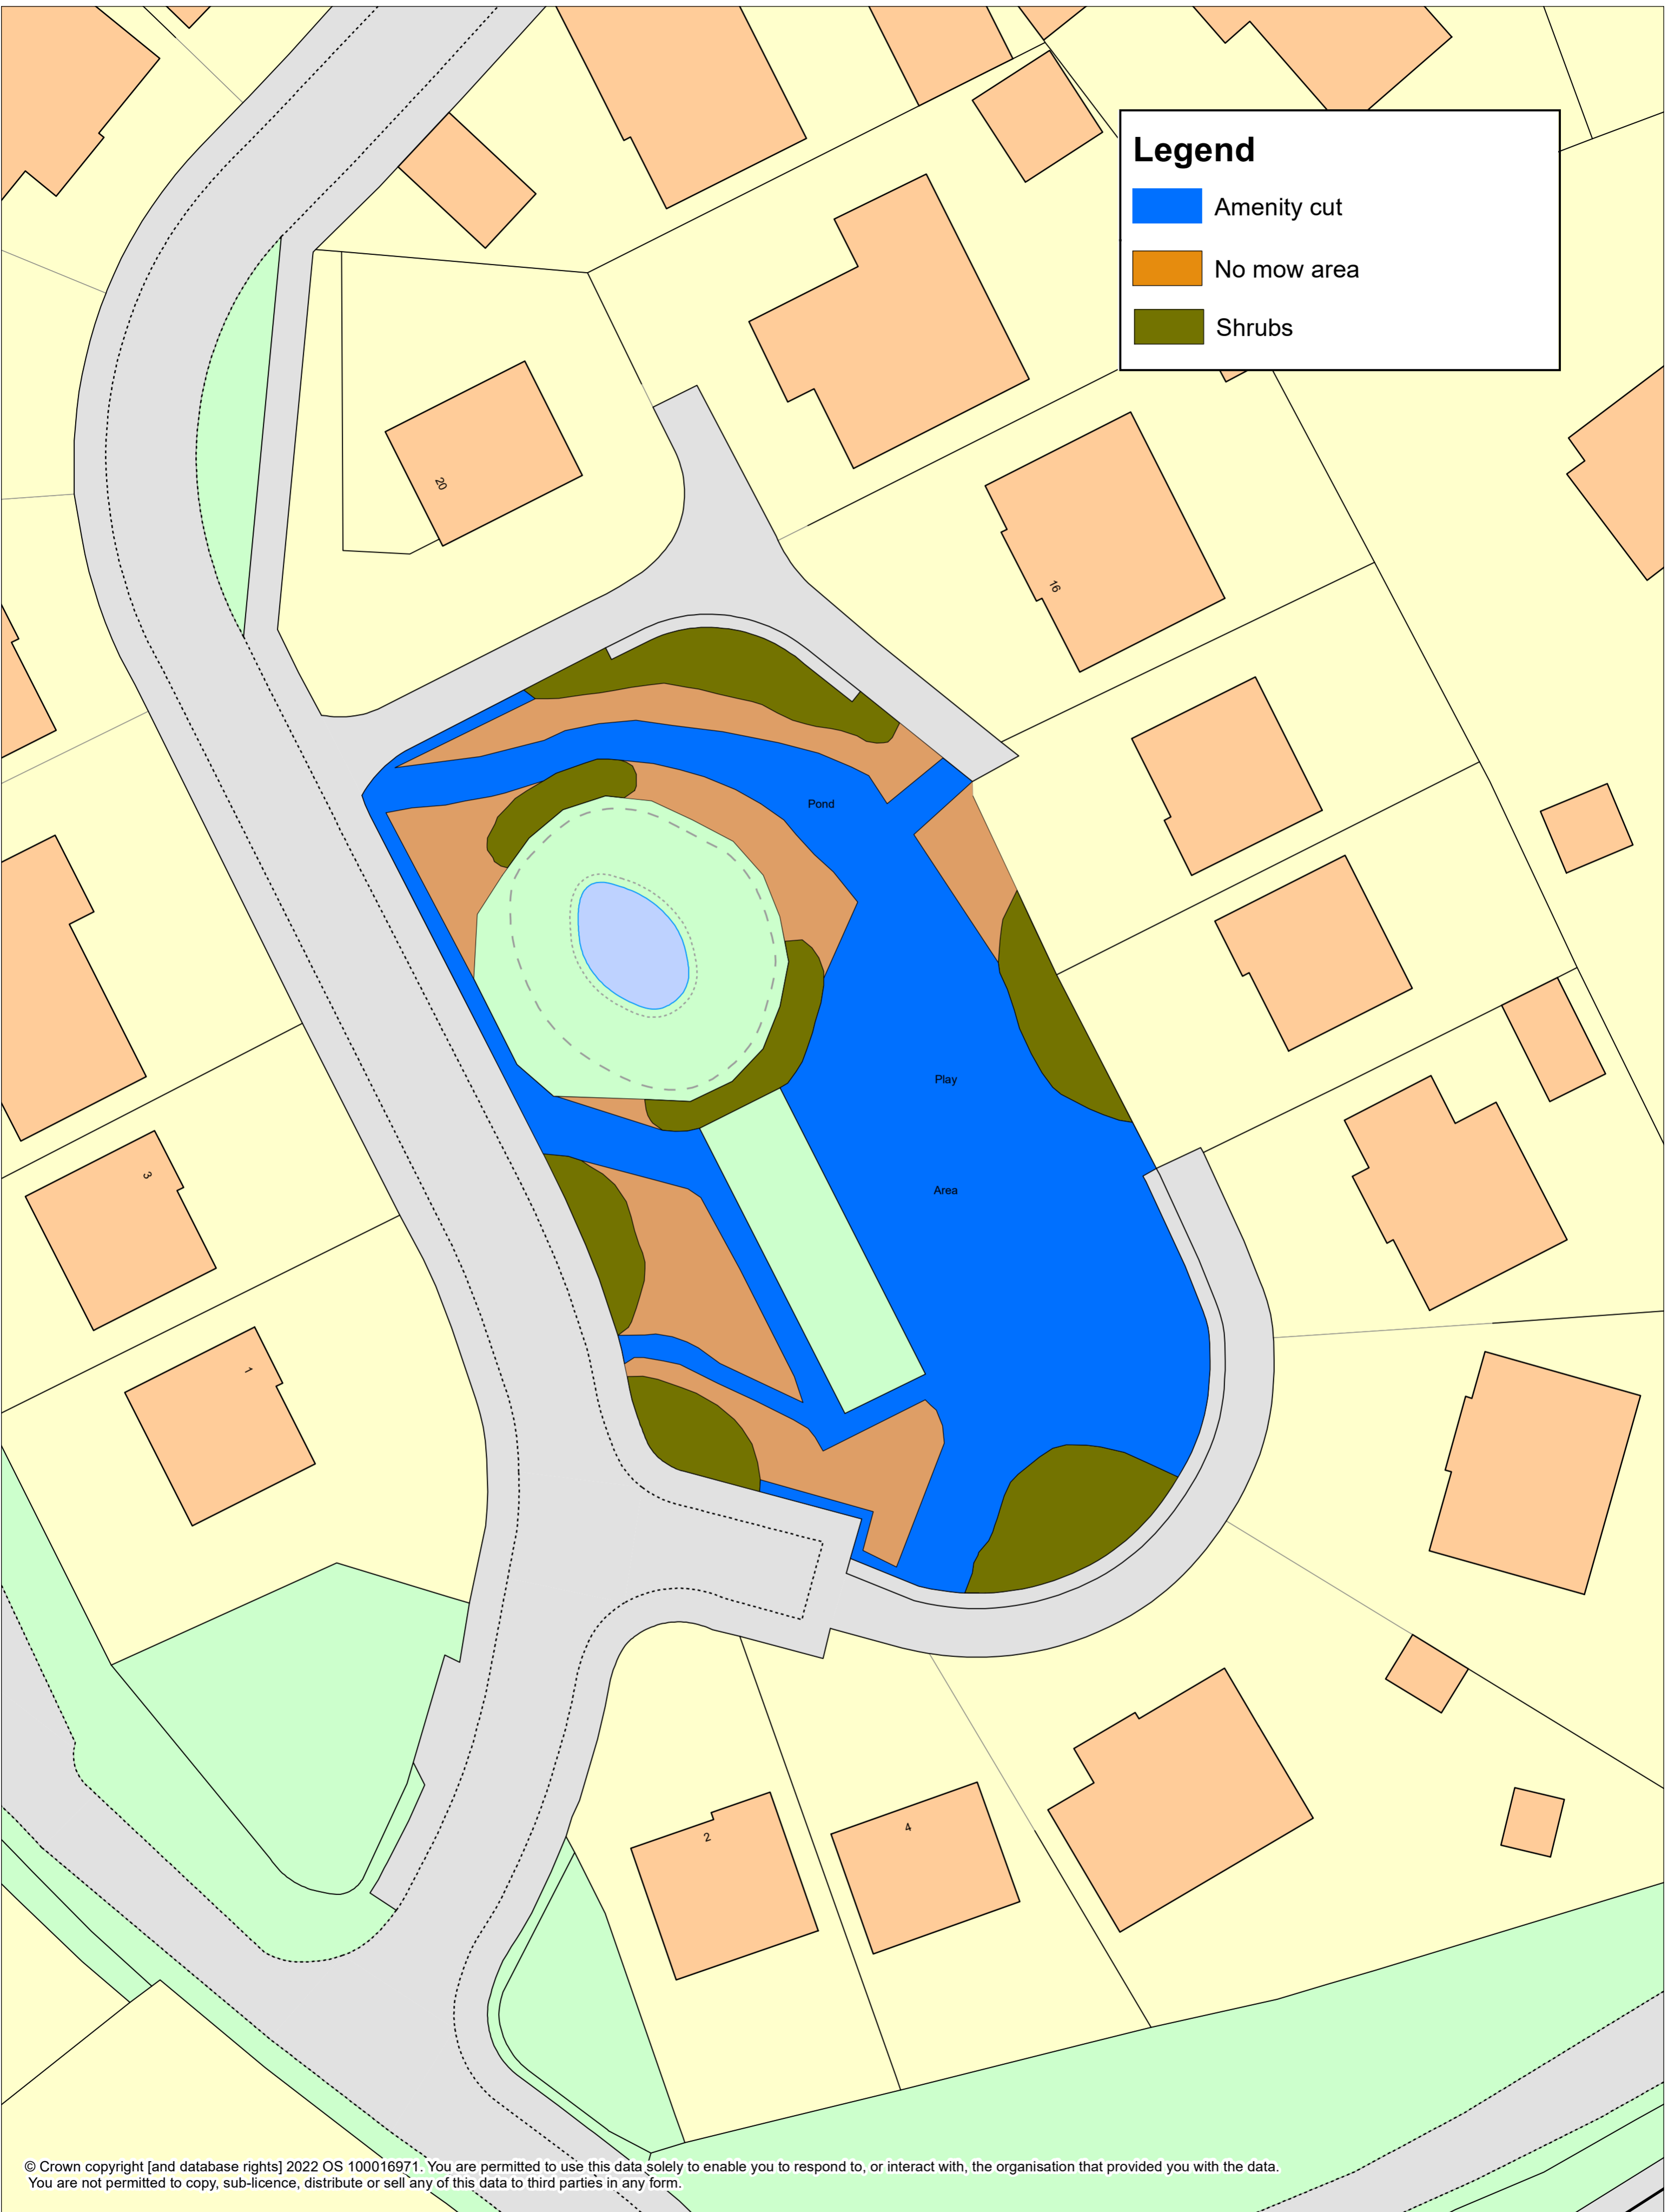 Legend
Amenity cut
No mow area
Shrubs
20
16
Pond
Play
Area
3
1
2
4
© Crown copyright [and database rights] 2022 OS 100016971. You are permitted to use this data solely to enable you to respond to, or interact with, the organisation that provided you with the data.
You are not permitted to copy, sub-licence, distribute or sell any of this data to third parties in any form.